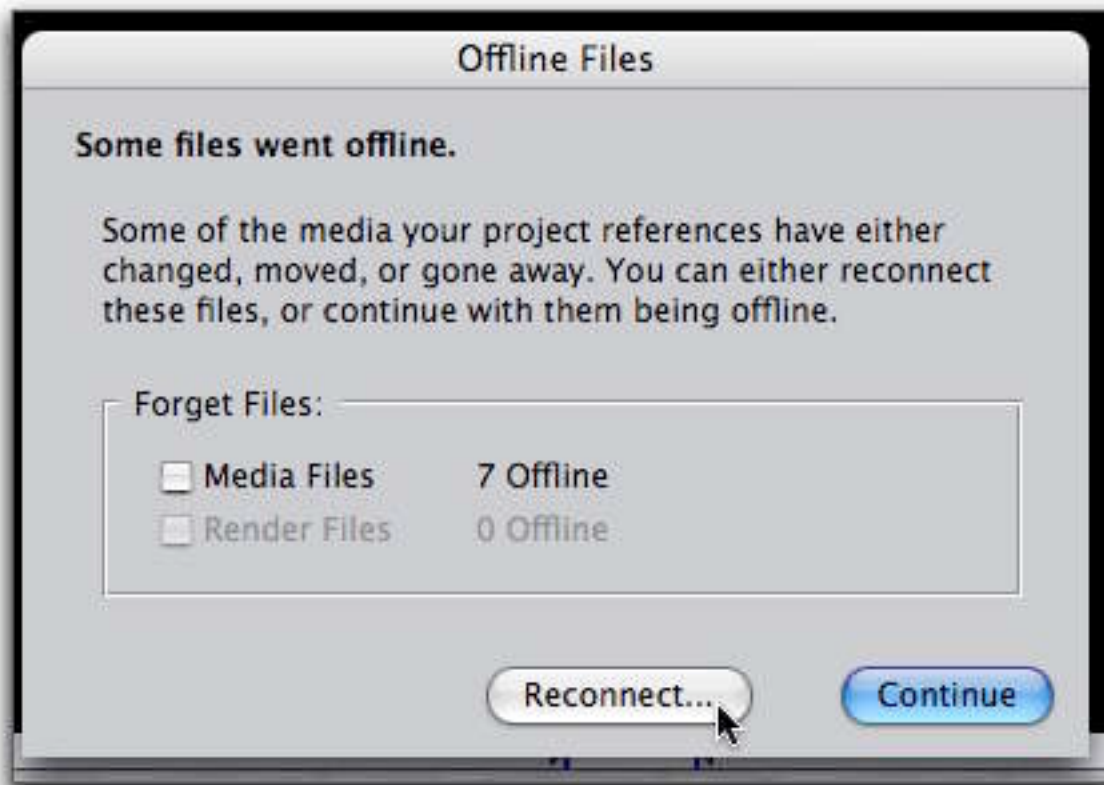 Offline Files
Some files went offline.
Some of the media your project references have either
changed, moved, or gone away. You can either reconnect
these files, or continue with them being offline.
Forget Files:
Media Files 7 Offline
Render Files 0 Offline
Reconnect... Continue